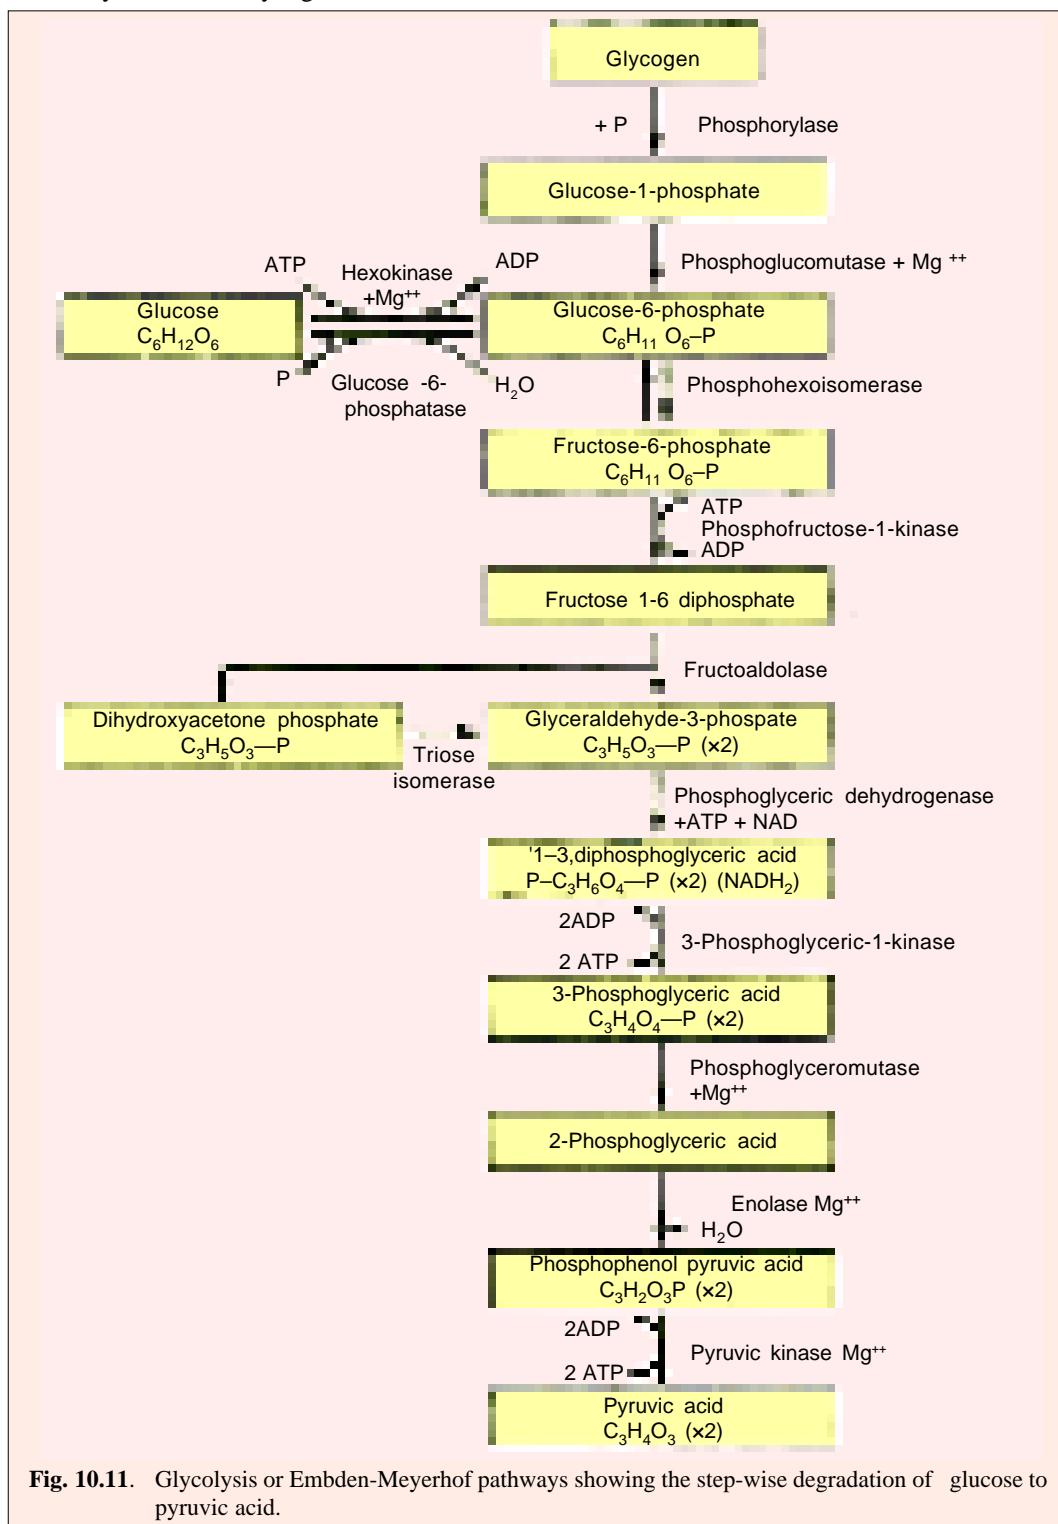 Glycogen
+ P Phosphorylase
Glucose-1-phosphate
ATP Hexokinase +Mg++ ADP
Phosphoglucomutase + Mg ++
Glucose
C6H12O6
Glucose-6-phosphate
C6H11 O6–P
P Glucose -6-
phosphatase
H2O
Phosphohexoisomerase
Fructose-6-phosphate
C6H11 O6–P
ATP
Phosphofructose-1-kinase
ADP
Fructose 1-6 diphosphate
Fructoaldolase
Dihydroxyacetone phosphate
C3H5O3—P
Triose
isomerase
Glyceraldehyde-3-phospate
C3H5O3—P (×2)
Phosphoglyceric dehydrogenase
+ATP + NAD
'1–3,diphosphoglyceric acid
P–C3H6O4—P (×2) (NADH2)
2ADP
3-Phosphoglyceric-1-kinase
2 ATP
3-Phosphoglyceric acid
C3H4O4—P (×2)
Phosphoglyceromutase
+Mg++
2-Phosphoglyceric acid
Enolase Mg++
H2O
Phosphophenol pyruvic acid
C3H2O3P (×2)
2ADP
Pyruvic kinase Mg++
2 ATP
Pyruvic acid
C3H4O3 (×2)
Fig. 10.11. Glycolysis or Embden-Meyerhof pathways showing the step-wise degradation of glucose to
pyruvic acid.